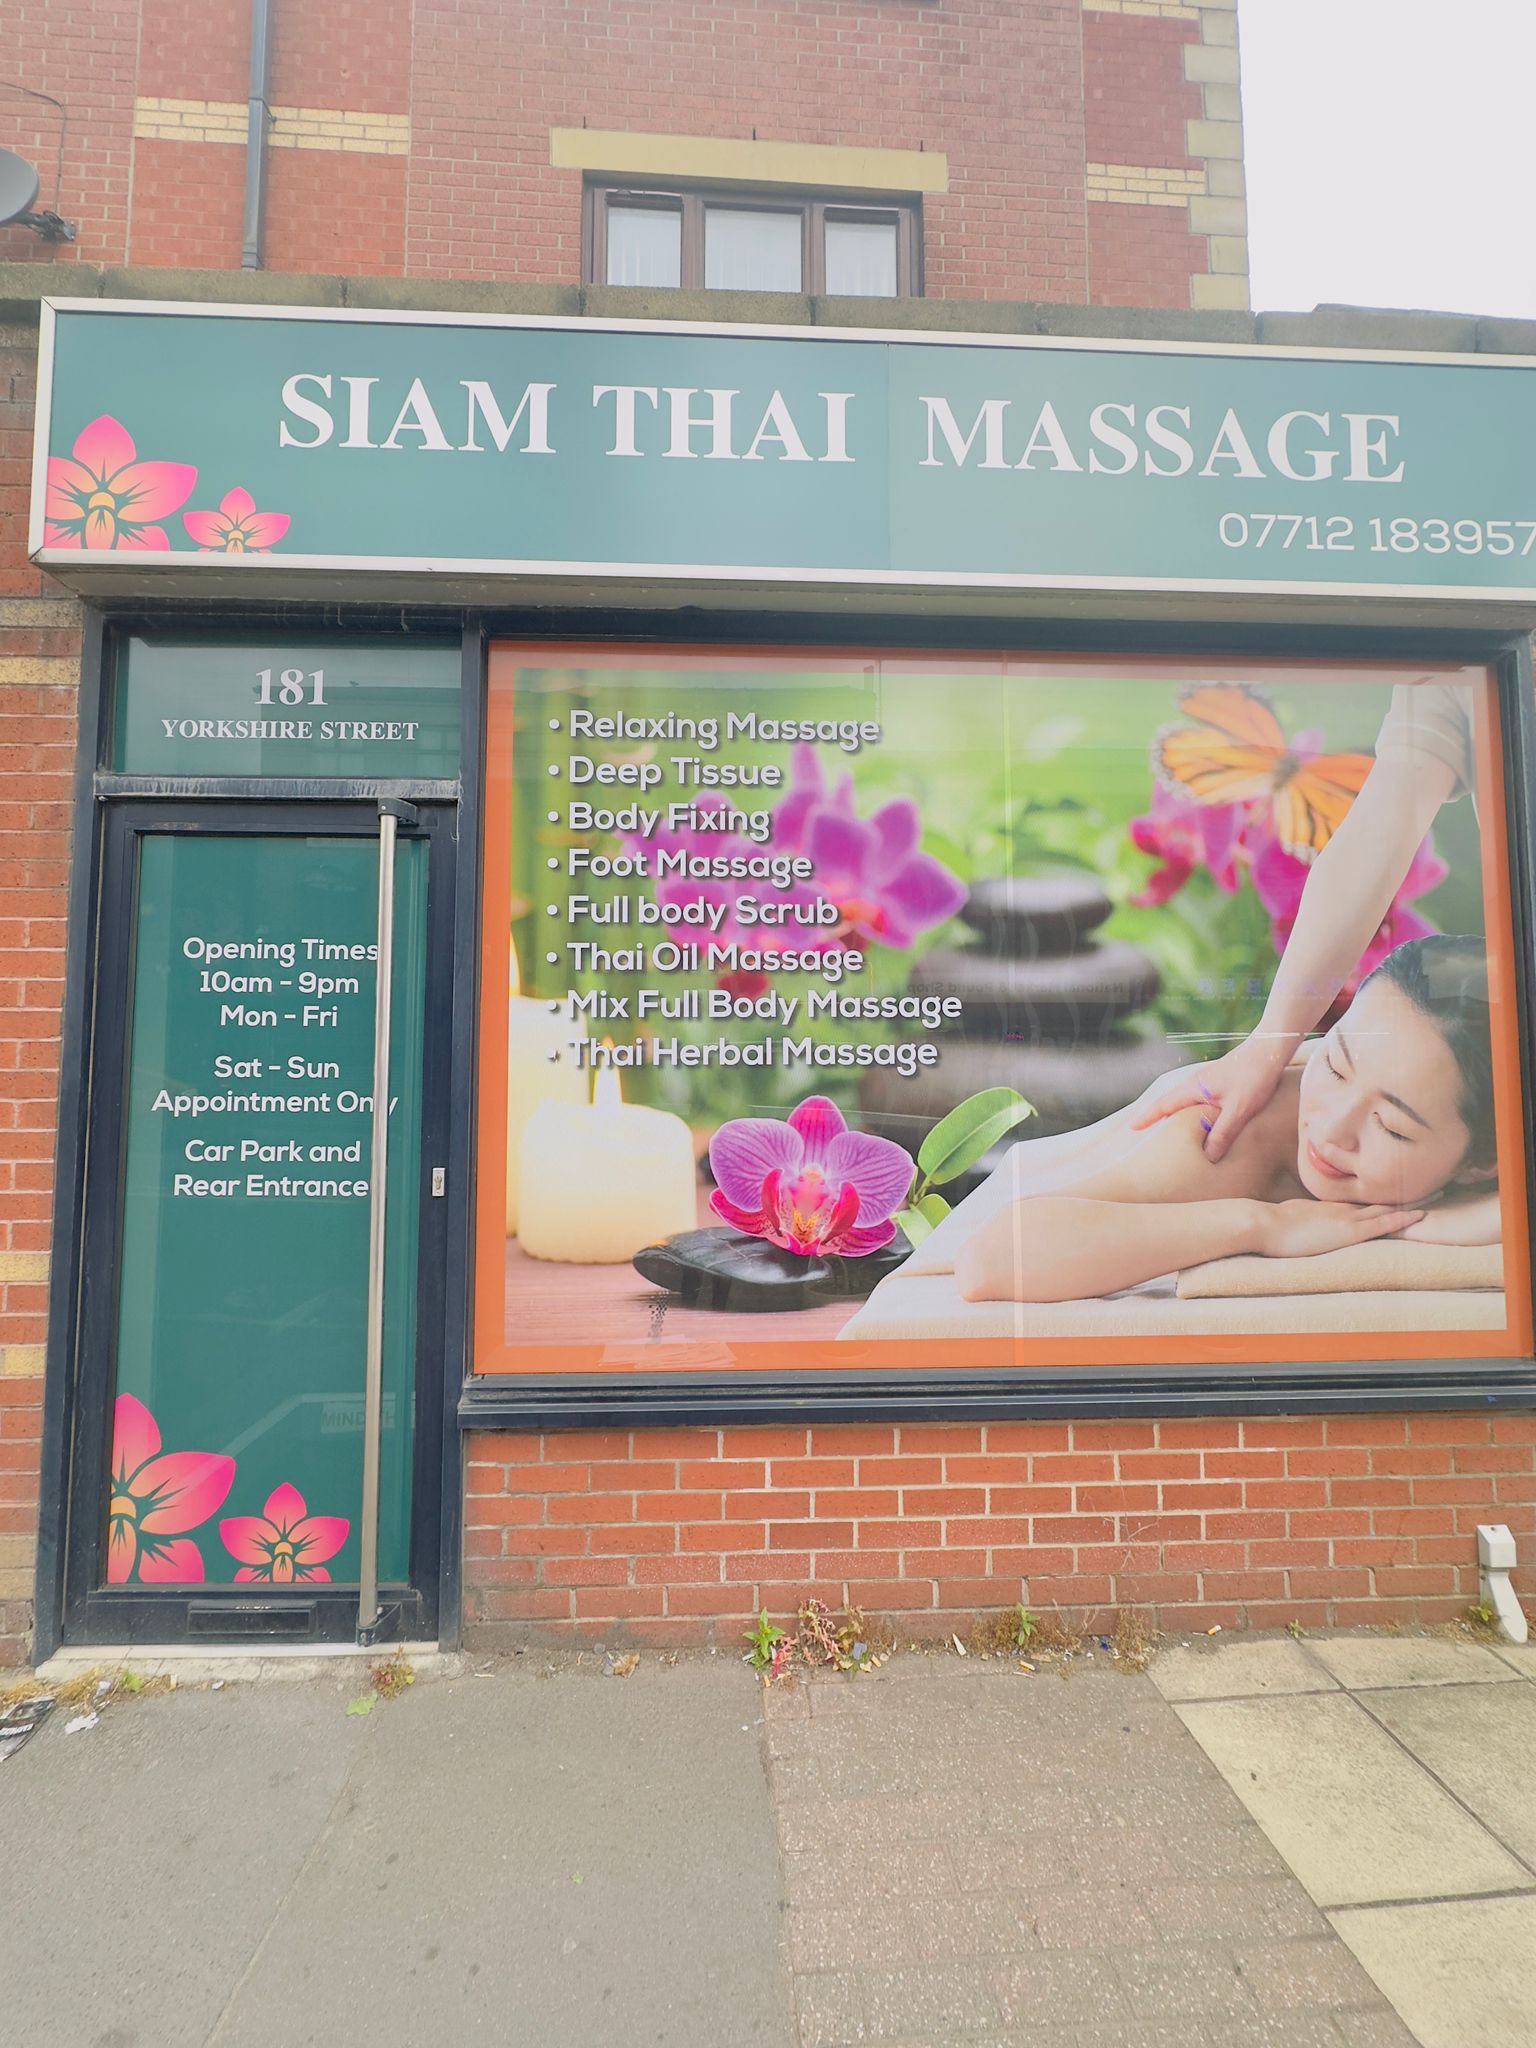 SIAM THAI MASSAGE
07712 183957
181
YORKSHIRE STREET
Opening Times
10am - 9pm
Mon - Fri
Sat - Sun
Appointment Only
Car Park and
Rear Entrance
• Relaxing Massage
• Deep Tissue
• Body Fixing
• Foot Massage
• Full body Scrub
• Thai Oil Massage
• Mix Full Body Massage
• Thai Herbal Massage